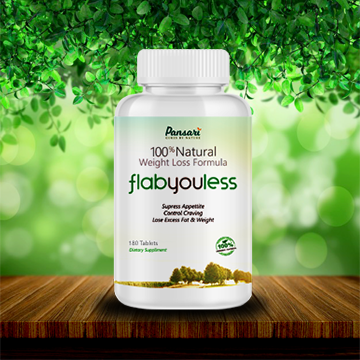 Pansari
100% Natural
Weight Loss Formula
flabyouless
Supress Appetite
Control Craving
Lose Excess Fat & Weight
100%
180 Tablets
Dietary Supplement